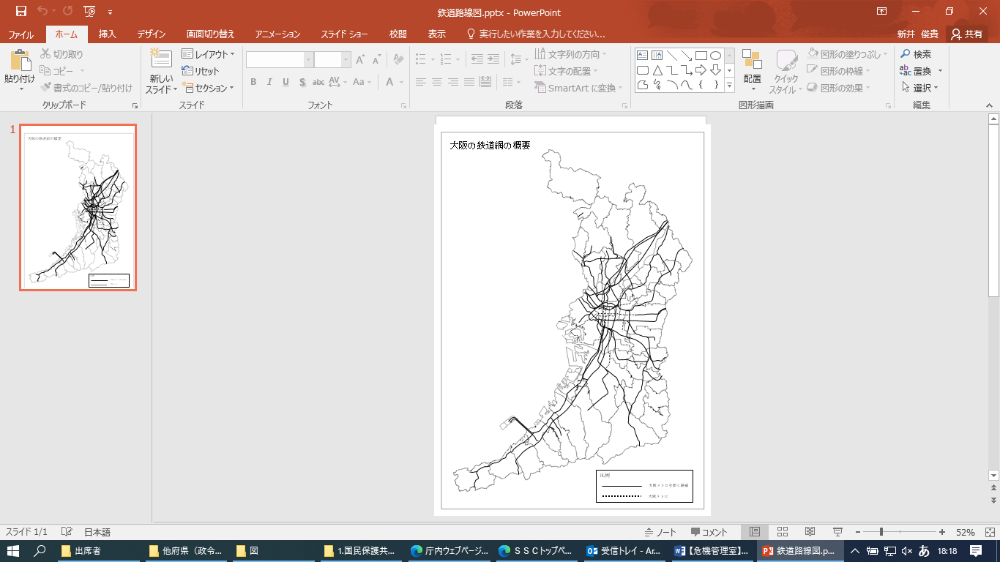 鉄道路線図.pptx - PowerPoint
ファイル ホーム 挿入 デザイン 画面切り替え アニメーション スライド ショー 校閲 表示 実行したい作業を入力してください... 新井 俊貴 共有
貼り付け
切り取り
コピー
書式のコピー/貼り付け
クリップボード
新しい
スライド
レイアウト
リセット
セクション
スライド
B I U S abc AV Aa A
フォント
文字列の方向
文字の配置
SmartArt に変換
段落
配置
クイック
スタイル
図形の塗りつぶし
図形の枠線
図形の効果
図形描画
検索
置換
選択
編集
1
大阪の鉄道網の概要
大阪の鉄道網の概要
凡例
大阪メトロを除く路線
大阪メトロ
スライド 1/1 日本語 ノート コメント 52%
出席者 他府県（政令... 図 1.国民保護共... 庁内ウェブページ... ＳＳＣトップペ... 受信トレイ - Ar... 【危機管理室】... 鉄道路線図.p... あ 18:18